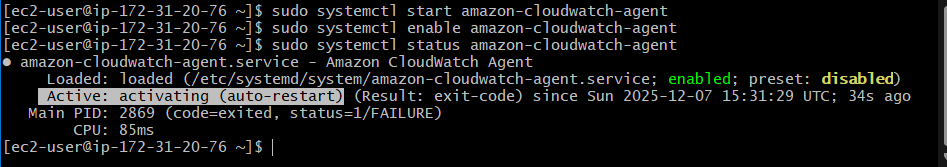 [ec2-user@ip-172-31-20-76 ~]$ sudo systemctl start amazon-cloudwatch-agent
[ec2-user@ip-172-31-20-76 ~]$ sudo systemctl enable amazon-cloudwatch-agent
[ec2-user@ip-172-31-20-76 ~]$ sudo systemctl status amazon-cloudwatch-agent
● amazon-cloudwatch-agent.service - Amazon CloudWatch Agent
Loaded: loaded (/etc/systemd/system/amazon-cloudwatch-agent.service; enabled; preset: disabled)
Active: activating (auto-restart) (Result: exit-code) since Sun 2025-12-07 15:31:29 UTC; 34s ago
Main PID: 2869 (code=exited, status=1/FAILURE)
CPU: 85ms
[ec2-user@ip-172-31-20-76 ~]$